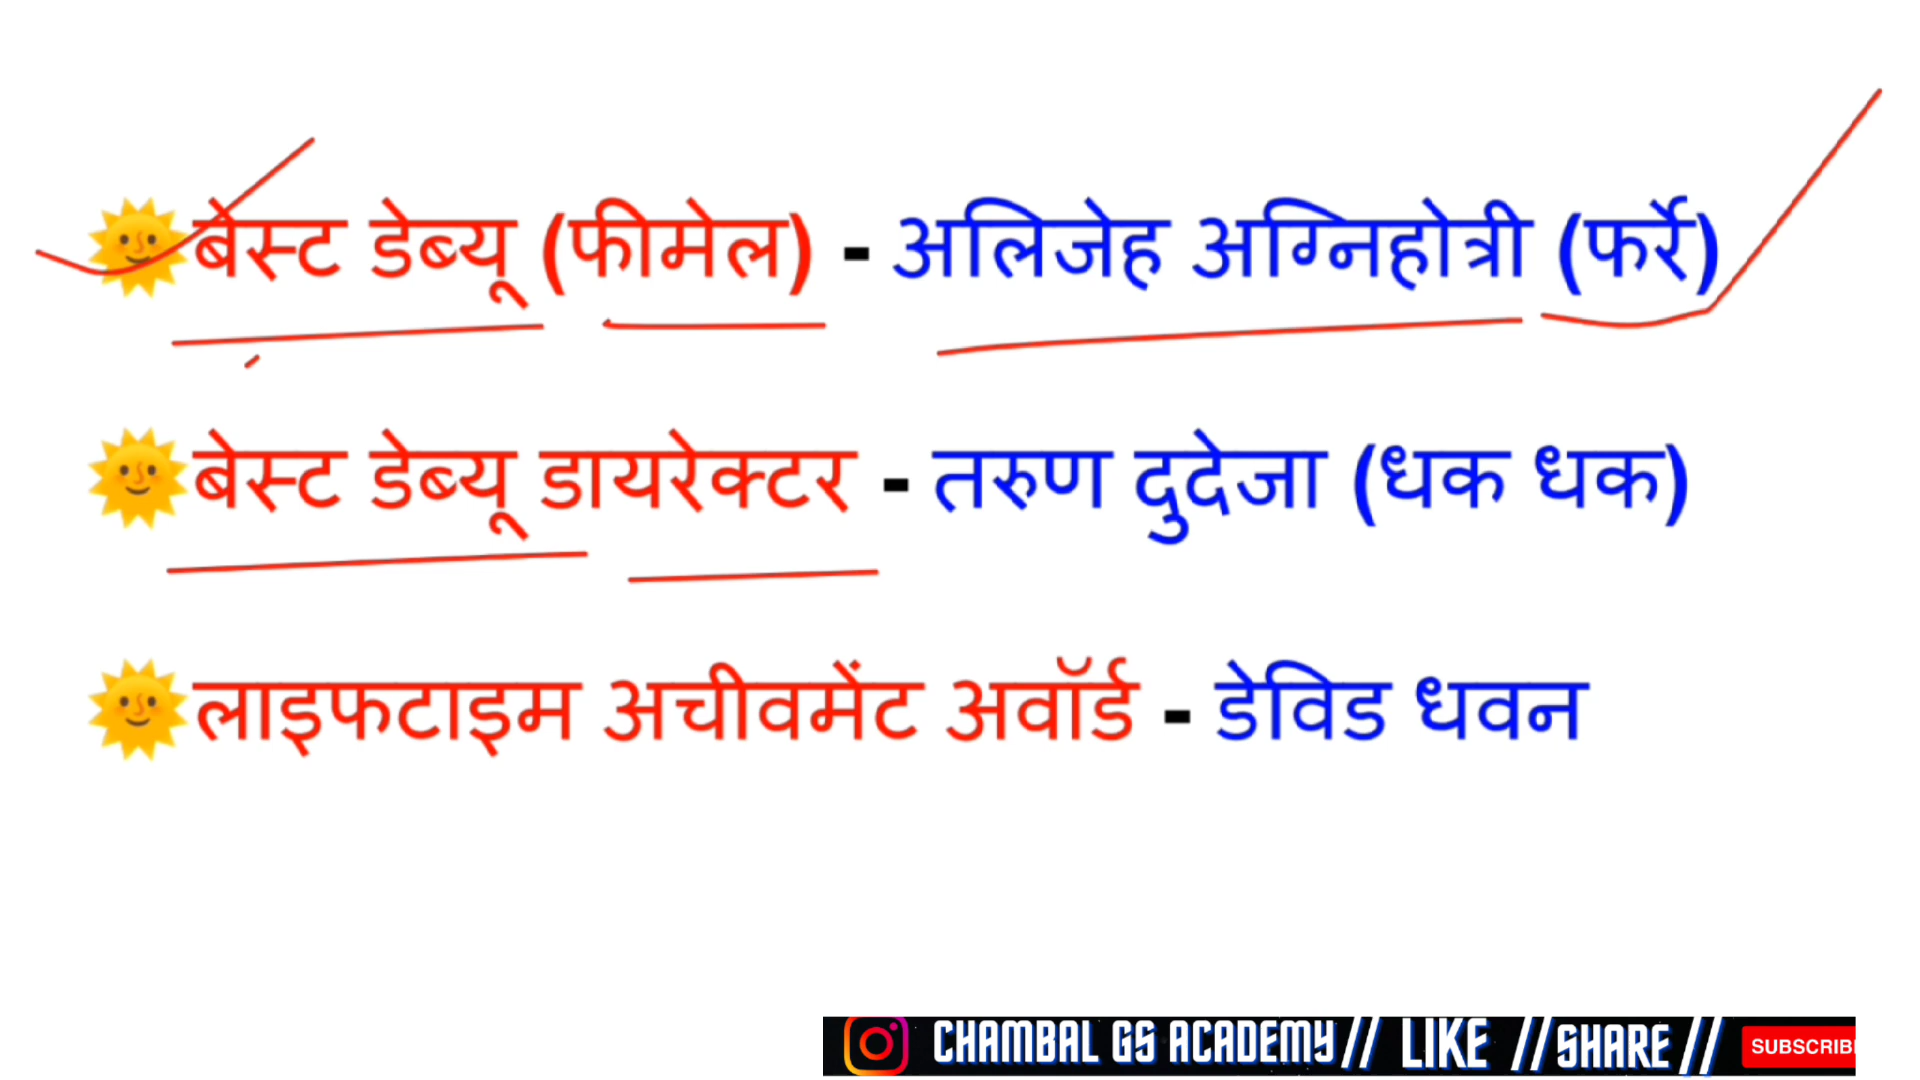 बेस्ट डेब्यू (फीमेल) - अलिजेह अग्निहोत्री (फर्रे)
बेस्ट डेब्यू डायरेक्टर - तरुण दुदेजा (धक धक)
लाइफटाइम अचीवमेंट अवॉर्ड - डेविड धवन
CHAMBAL GS ACADEMY// LIKE //SHARE// SUBSCRIB